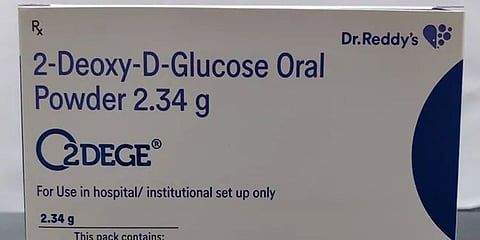 Rx
Dr.Reddy's
2-Deoxy-D-Glucose Oral
Powder 2.34 g
2DEGE®
For Use in hospital/ institutional set up only
2.34 g
This pack contains: